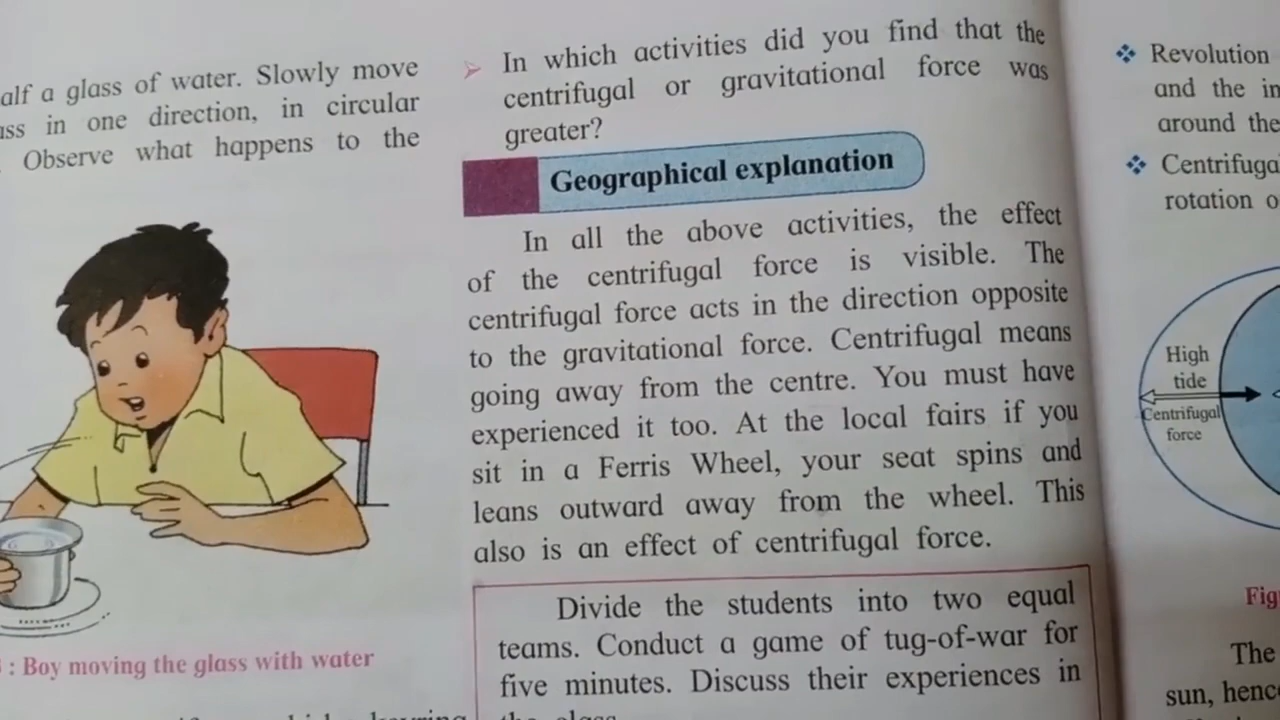 alf a glass of water. Slowly move
ss in one direction, in circular
Observe what happens to the
: Boy moving the glass with water
In which activities did you find that the
centrifugal or gravitational force was
greater?
Geographical explanation
In all the above activities, the effect
of the centrifugal force is visible. The
centrifugal force acts in the direction opposite
to the gravitational force. Centrifugal means
going away from the centre. You must have
experienced it too. At the local fairs if you
sit in a Ferris Wheel, your seat spins and
leans outward away from the wheel. This
also is an effect of centrifugal force.
Divide the students into two equal
teams. Conduct a game of tug-of-war for
five minutes. Discuss their experiences in
the class
Revolution
and the
around the
Centrifuga
rotation o
High
tide
Centrifugal
force
Fig
The
sun, henc